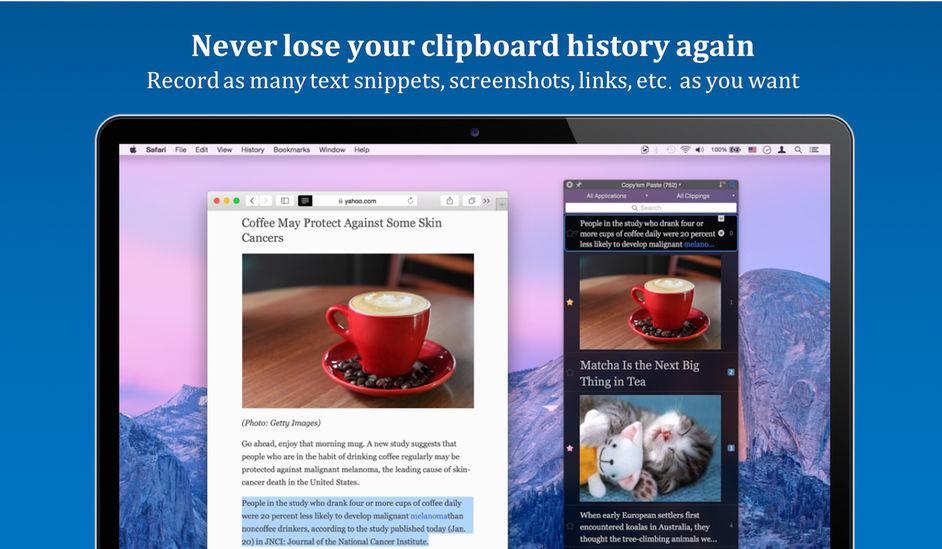 Never lose your clipboard history again
Record as many text snippets, screenshots, links, etc. as you want
Safari File Edit View History Bookmarks Window Help
100%
yahoo.com
Coffee May Protect Against Some Skin
Cancers
(Photo: Getty Images)
Go ahead, enjoy that morning mug. A new study suggests that
people who are in the habit of drinking coffee regularly may be
protected against malignant melanoma, the leading cause of skin-
cancer death in the United States.
People in the study who drank four or more cups of coffee daily
were 20 percent less likely to develop malignant melanomathan
noncoffee drinkers, according to the study published today (Jan.
20) in JNCI: Journal of the National Cancer Institute.
Copy'em Paste (762)
All Applications All Clippings
Search
People in the study who drank four or
more cups of coffee daily were 20 percent 0
less likely to develop malignant melano...
1
Matcha Is the Next Big
Thing in Tea
2
3
When early European settlers first
encountered koalas in Australia, they 4
thought the tree-climbing animals we...